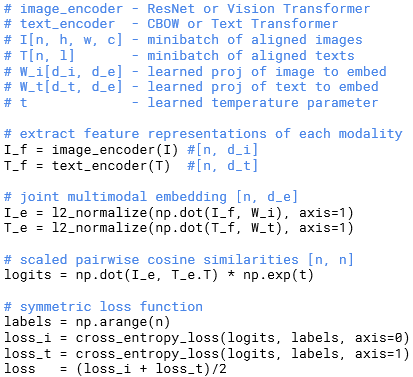 # image_encoder - ResNet or Vision Transformer
# text_encoder  - CBOW or Text Transformer
# I[n, h, w, c] - minibatch of aligned images
# T[n, l]       - minibatch of aligned texts
# W_i[d_i, d_e] - learned proj of image to embed
# W_t[d_t, d_e] - learned proj of text to embed
# t             - learned temperature parameter

# extract feature representations of each modality
I_f = image_encoder(I) #[n, d_i]
T_f = text_encoder(T)  #[n, d_t]

# joint multimodal embedding [n, d_e]
I_e = l2_normalize(np.dot(I_f, W_i), axis=1)
T_e = l2_normalize(np.dot(T_f, W_t), axis=1)

# scaled pairwise cosine similarities [n, n]
logits = np.dot(I_e, T_e.T) * np.exp(t)

# symmetric loss function
labels = np.arange(n)
loss_i = cross_entropy_loss(logits, labels, axis=0)
loss_t = cross_entropy_loss(logits, labels, axis=1)
loss   = (loss_i + loss_t)/2